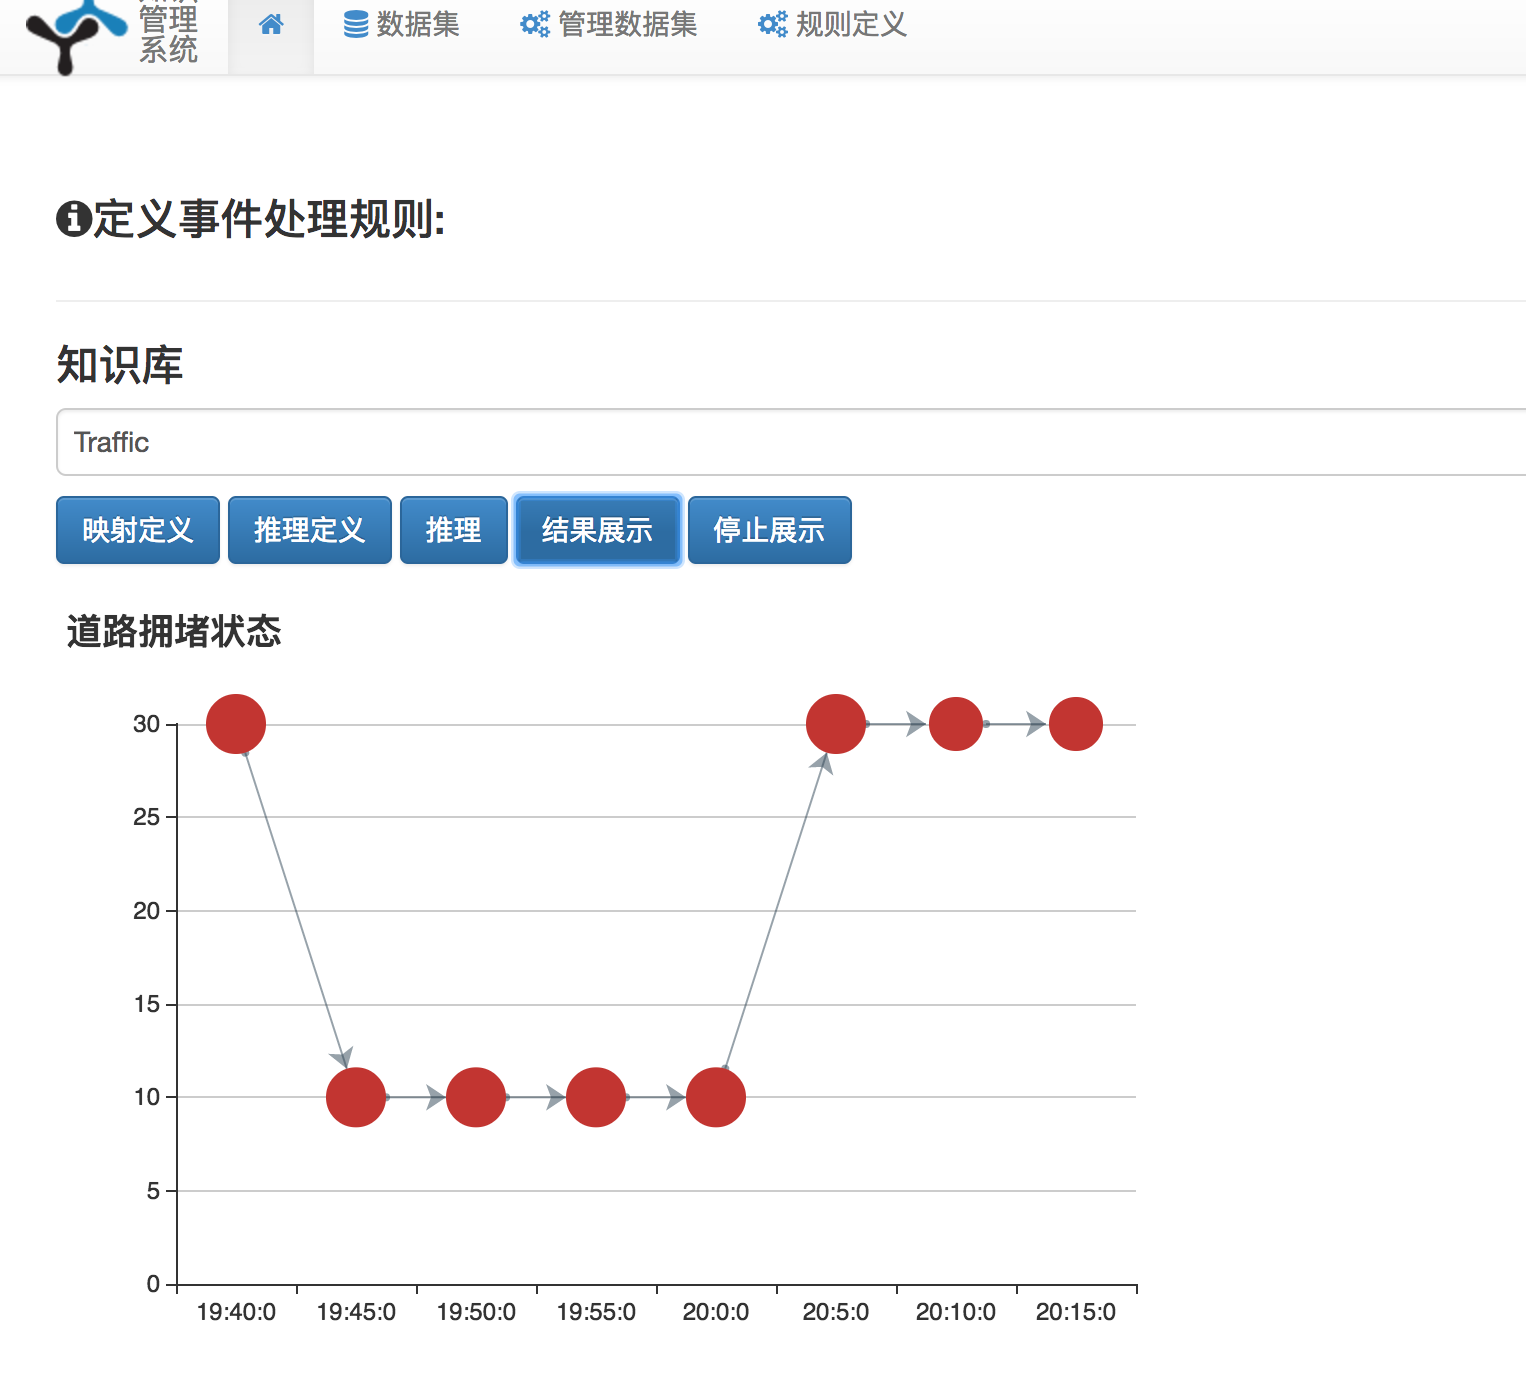 管理
系统
数据集
管理数据集
规则定义
定义事件处理规则:
知识库
Traffic
映射定义
推理定义
推理
结果展示
停止展示
道路拥堵状态
30
25
20
15
10
5
0
19:40:0
19:45:0
19:50:0
19:55:0
20:0:0
20:5:0
20:10:0
20:15:0